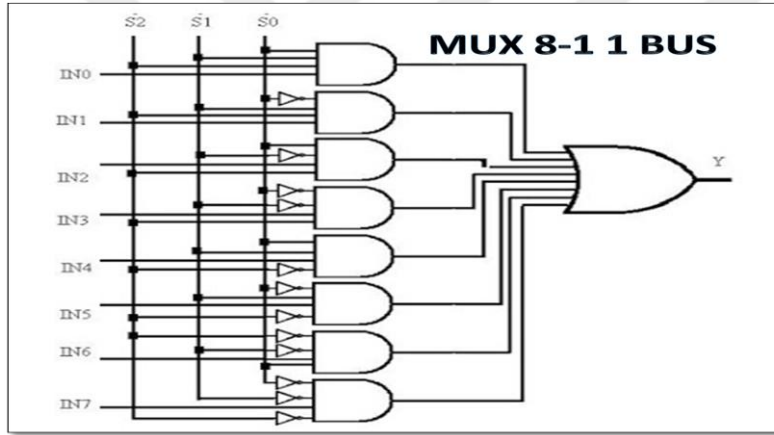 S2 S1 S0
MUX 8-1 1 BUS
IN0
IN1
Y
IN2
IN3
IN4
IN5
IN6
IN7